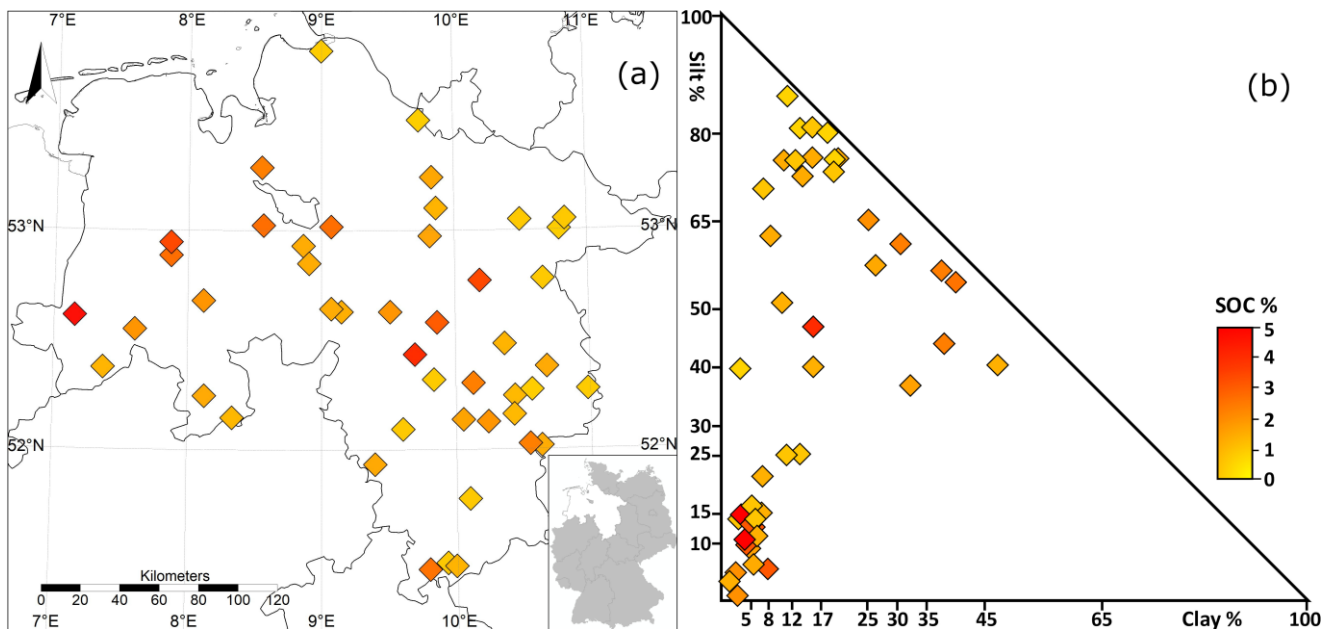 7°E 8°E 9°E 10°E 11°E
(a)
53°N 53°N
52°N 52°N
Kilometers
0 20 40 60 80 100 120
7°E 8°E 9°E 10°E
100%
Silt %
(b)
80
65
50
40
30
25
15
10
SOC %
5
4
3
2
1
0
5 8 12 17 25 30 35 45 65 Clay % 100